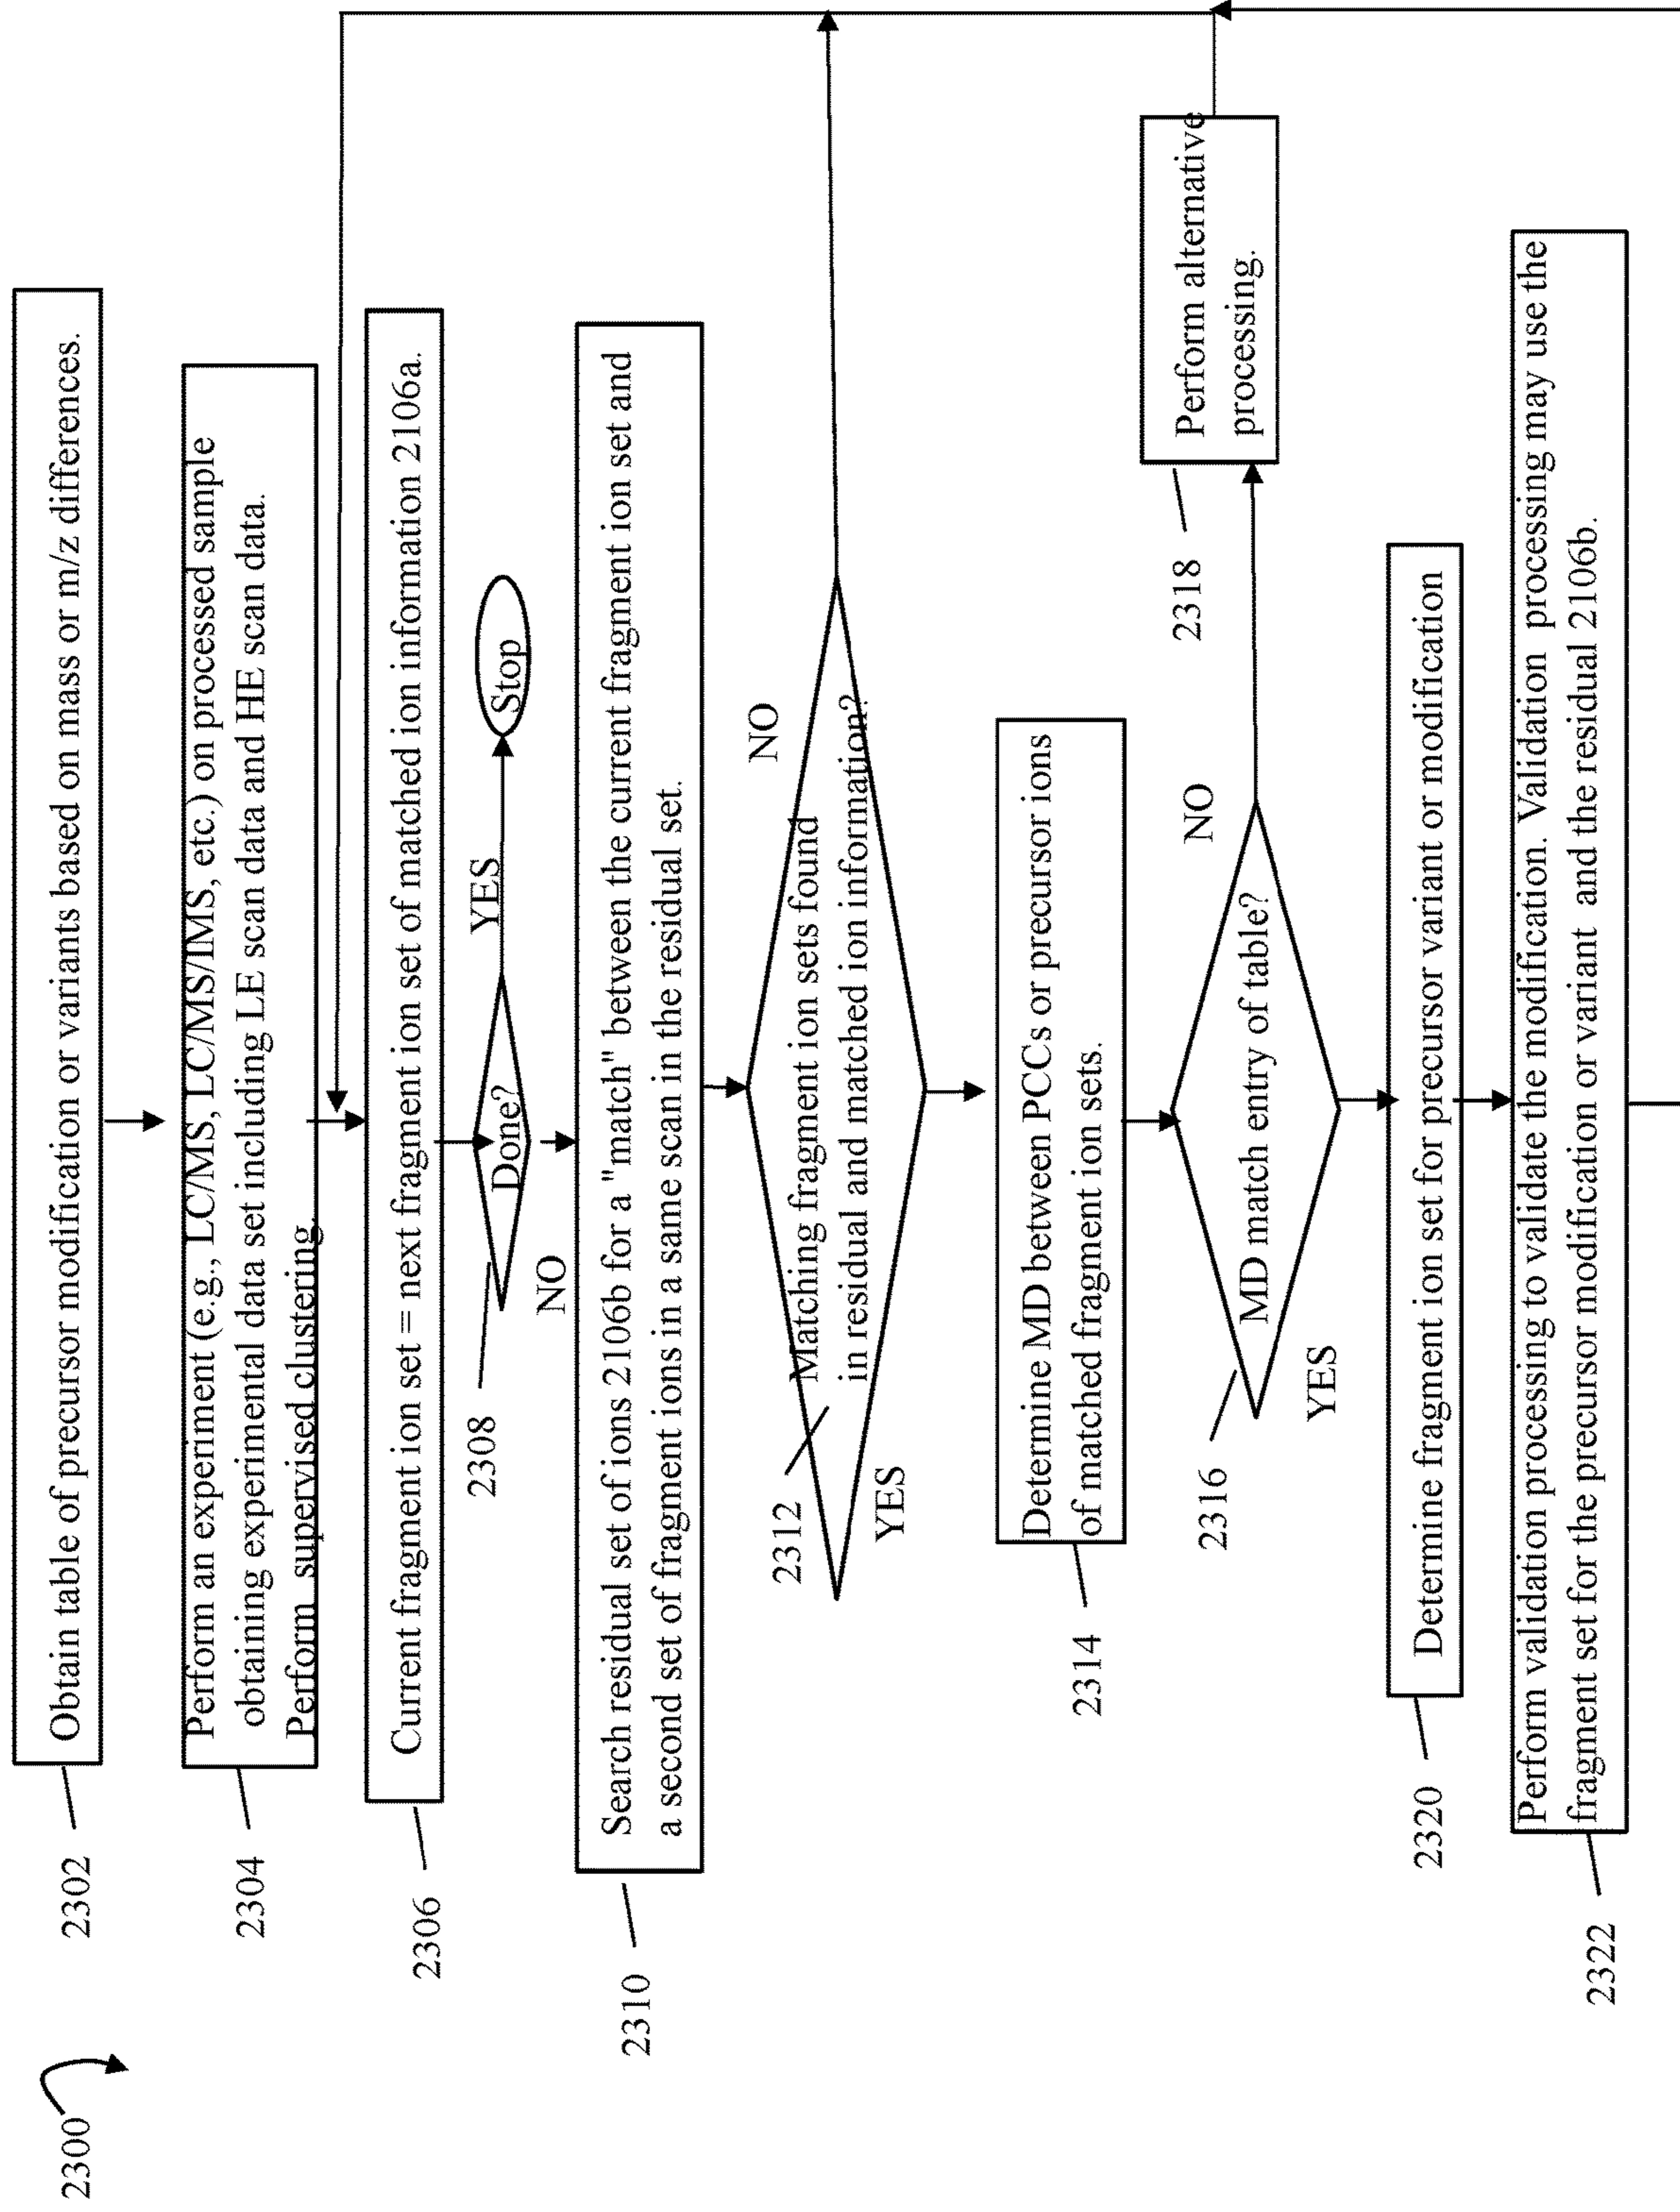 2300
2302
Obtain table of precursor modification or variants based on mass or m/z differences.
2304
Perform an experiment (e.g., LC/MS, LC/MS/IMS, etc.) on processed sample
obtaining experimental data set including LE scan data and HE scan data.
Perform supervised clustering.
2306
Current fragment ion set = next fragment ion set of matched ion information 2106a.
2308
Done?
YES
Stop
NO
2310
Search residual set of ions 2106b for a "match" between the current fragment ion set and
a second set of fragment ions in a same scan in the residual set.
2312
Matching fragment ion sets found
in residual and matched ion information?
NO
YES
2314
Determine MD between PCCs or precursor ions
of matched fragment ion sets.
2316
MD match entry of table?
NO
2318
Perform alternative
processing.
YES
2320
Determine fragment ion set for precursor variant or modification
2322
Perform validation processing to validate the modification. Validation processing may use the
fragment set for the precursor modification or variant and the residual 2106b.